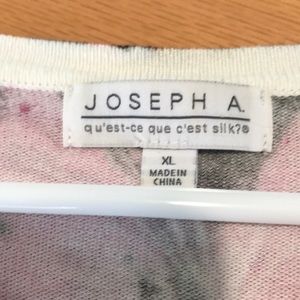 JOSEPH A.
qu'est-ce que c'est silk?®
XL
MADE IN
CHINA